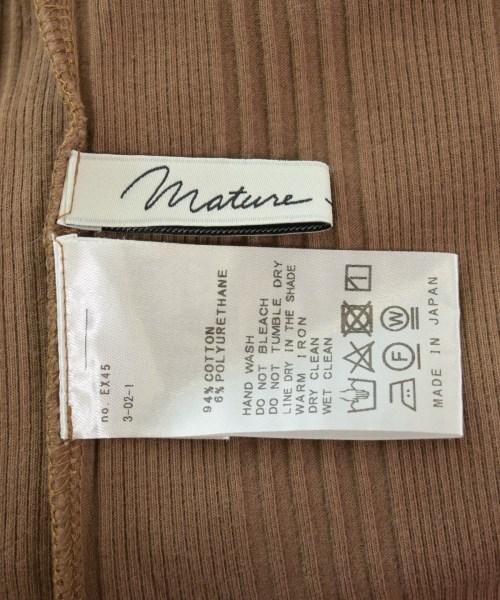 mature
no. EX45
3-02-1
94% COTTON
6% POLYURETHANE
HAND WASH
DO NOT BLEACH
DO NOT TUMBLE DRY
LINE DRY IN THE SHADE
WARM IRON
DRY CLEAN
WET CLEAN
F
W
MADE IN JAPAN